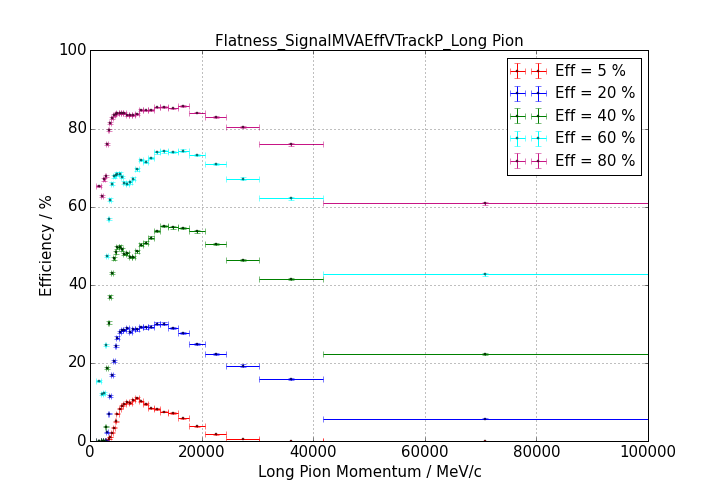 Flatness_SignalMVAEffVTrackP_Long Pion
100
80
60
40
20
0
Efficiency / %
Eff = 5 %
Eff = 20 %
Eff = 40 %
Eff = 60 %
Eff = 80 %
0 20000 40000 60000 80000 100000
Long Pion Momentum / MeV/c